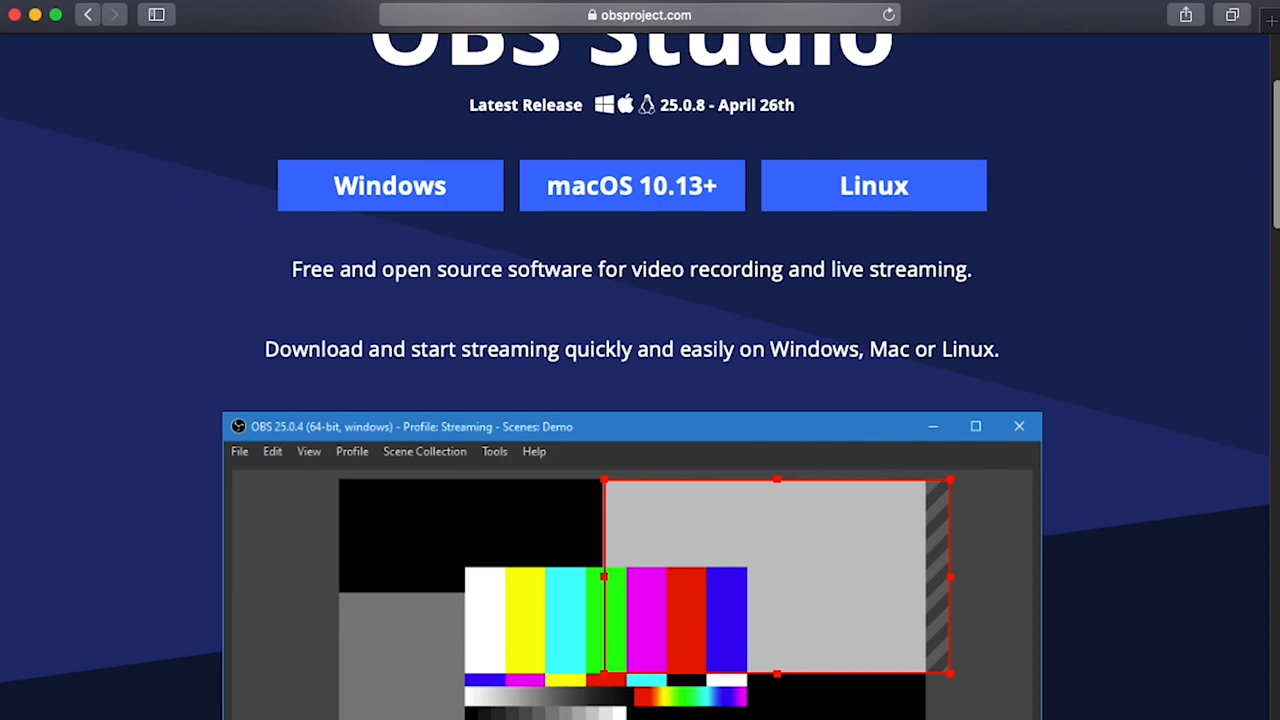 obsproject.com
OBS Studio
Latest Release 25.0.8 - April 26th
Windows macOS 10.13+ Linux
Free and open source software for video recording and live streaming.
Download and start streaming quickly and easily on Windows, Mac or Linux.
OBS 25.0.4 (64-bit, windows) - Profile: Streaming - Scenes: Demo
File Edit View Profile Scene Collection Tools Help